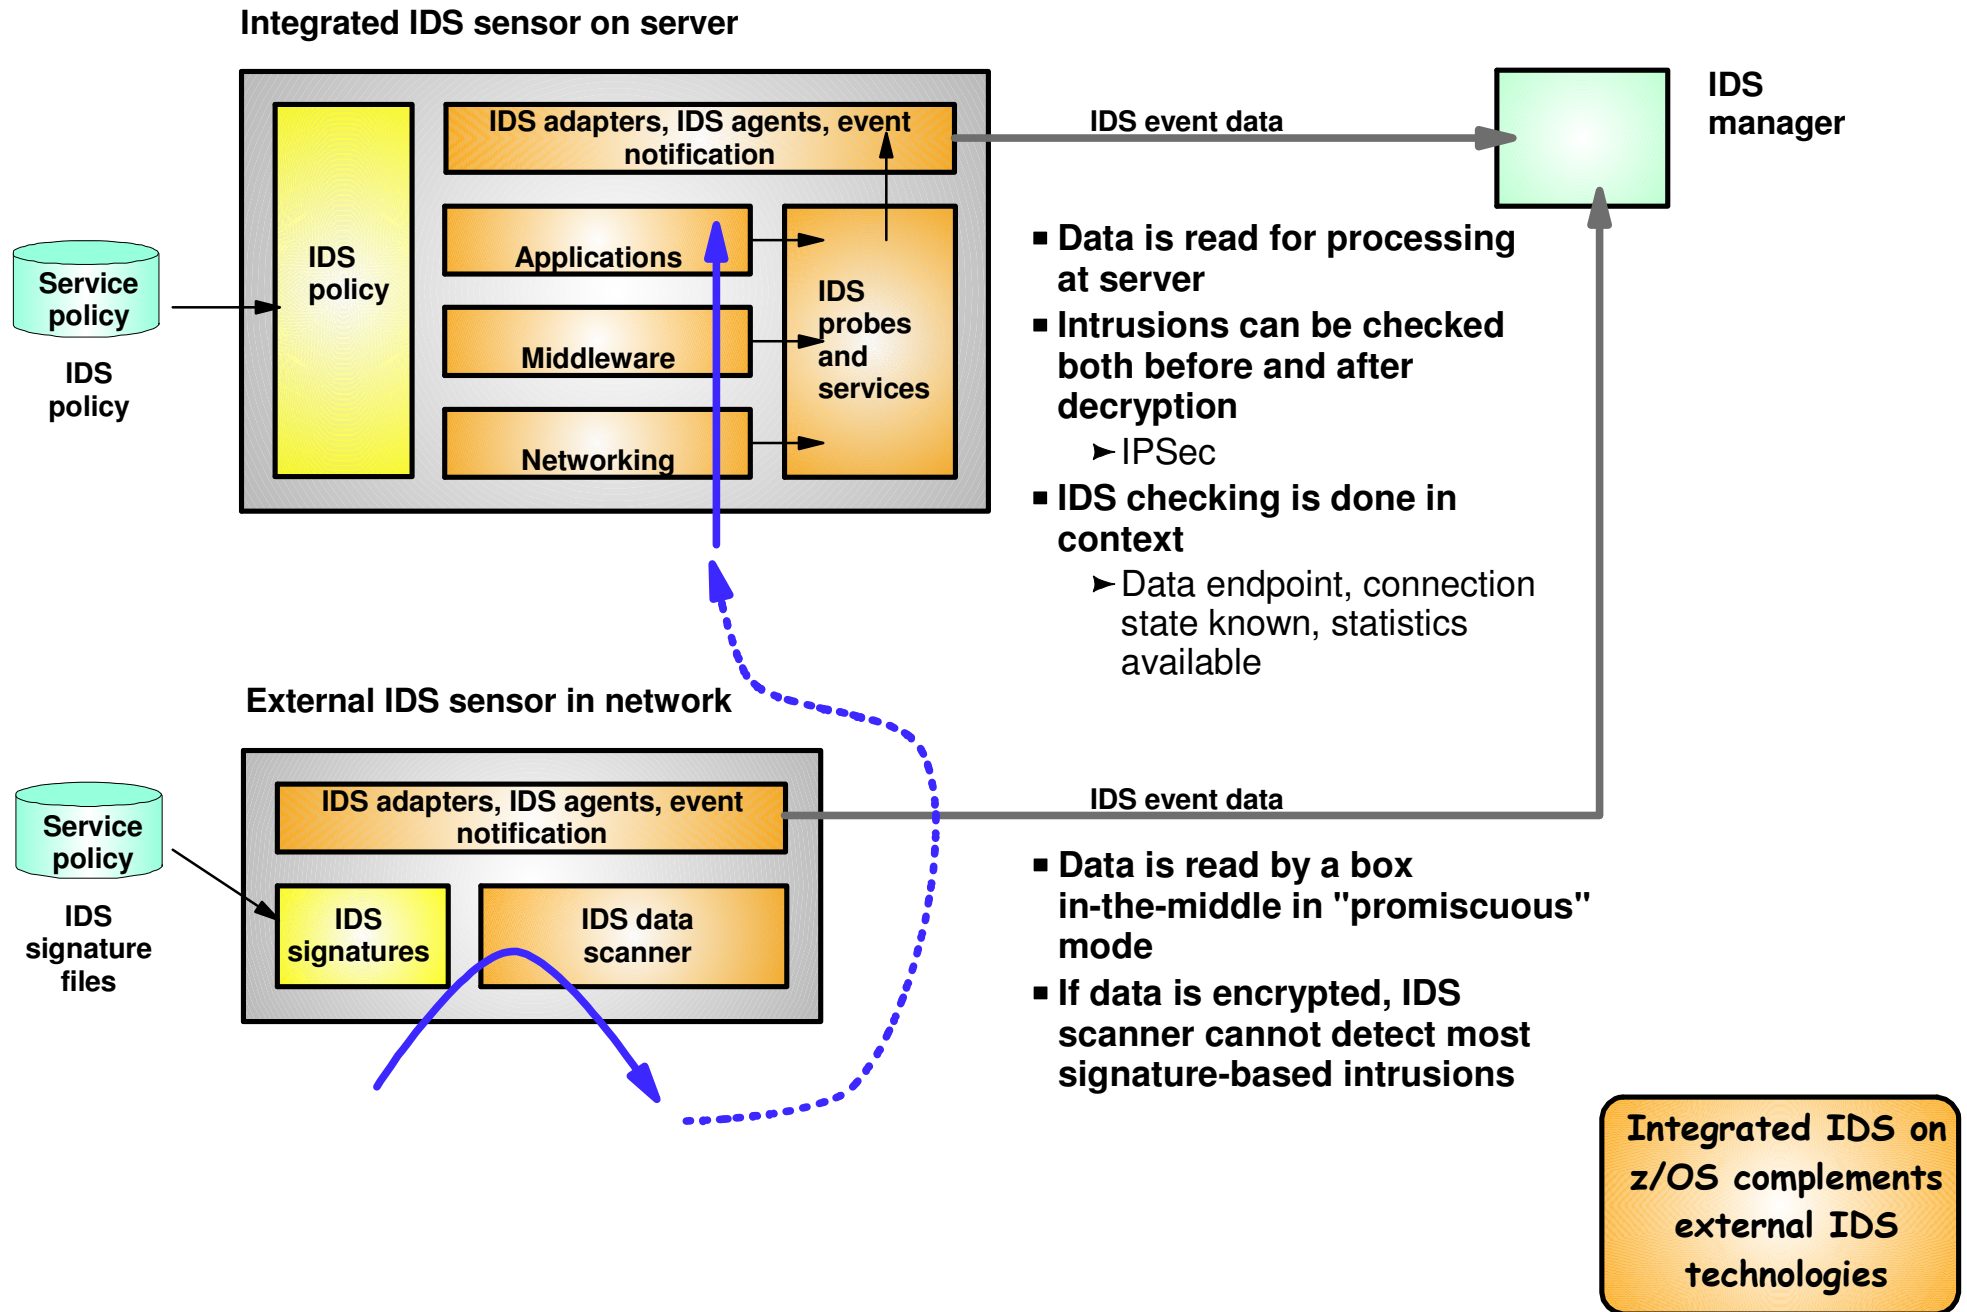 Integrated IDS sensor on server
Service
policy
IDS
policy
IDS
policy
IDS adapters, IDS agents, event
notification
Applications
Middleware
Networking
IDS
probes
and
services
IDS event data
IDS
manager
Data is read for processing
at server
Intrusions can be checked
both before and after
decryption
IPSec
IDS checking is done in
context
Data endpoint, connection
state known, statistics
available
External IDS sensor in network
Service
policy
IDS
signature
files
IDS adapters, IDS agents, event
notification
IDS
signatures
IDS data
scanner
IDS event data
Data is read by a box
in-the-middle in "promiscuous"
mode
If data is encrypted, IDS
scanner cannot detect most
signature-based intrusions
Integrated IDS on
z/OS complements
external IDS
technologies